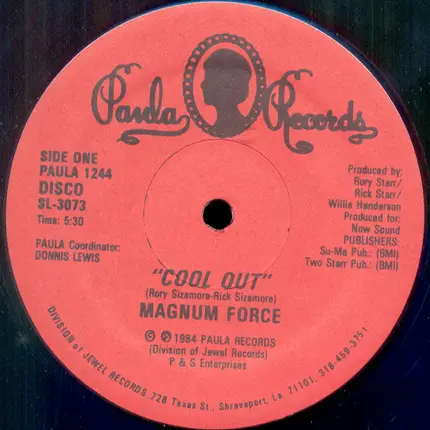 Paula Records
SIDE ONE
PAULA 1244
DISCO
SL-3073
Time: 5:30
PAULA Coordinator:
DONNIS LEWIS
Produced by:
Rory Starr/
Rick Starr/
Willie Henderson
Produced for:
Now Sound
PUBLISHERS:
Su-Ma Pub.: (BMI)
Two Starr Pub.: (BMI)
"COOL OUT"
(Rory Sizemore-Rick Sizemore)
MAGNUM FORCE
© ℗ 1984 PAULA RECORDS
(Division of Jewel Records)
P & S Enterprises
DIVISION of JEWEL RECORDS 728 Texas St., Shreveport, La. 71101, 318-459-3751